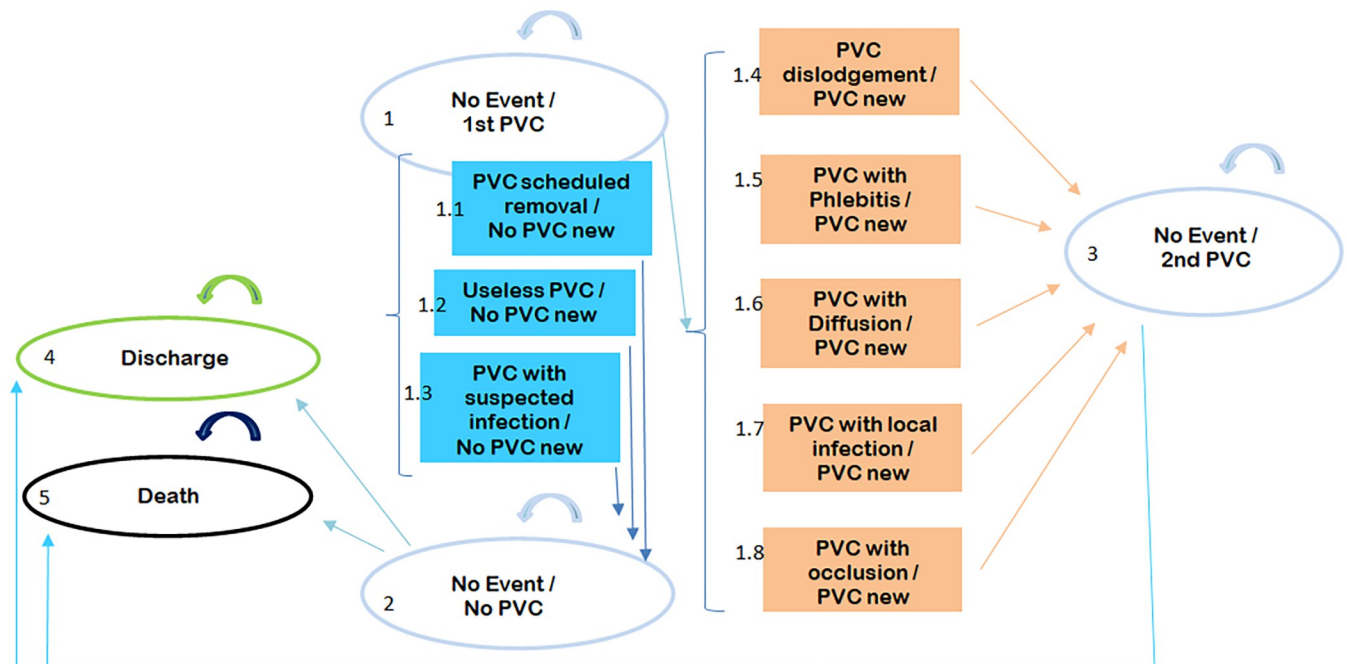 1
No Event /
1st PVC
1.1
PVC scheduled
removal /
No PVC new
1.2
Useless PVC /
No PVC new
1.3
PVC with
suspected
infection /
No PVC new
4
Discharge
5
Death
2
No Event /
No PVC
1.4
PVC
dislodgement /
PVC new
1.5
PVC with
Phlebitis /
PVC new
1.6
PVC with
Diffusion /
PVC new
1.7
PVC with local
infection /
PVC new
1.8
PVC with
occlusion /
PVC new
3
No Event /
2nd PVC